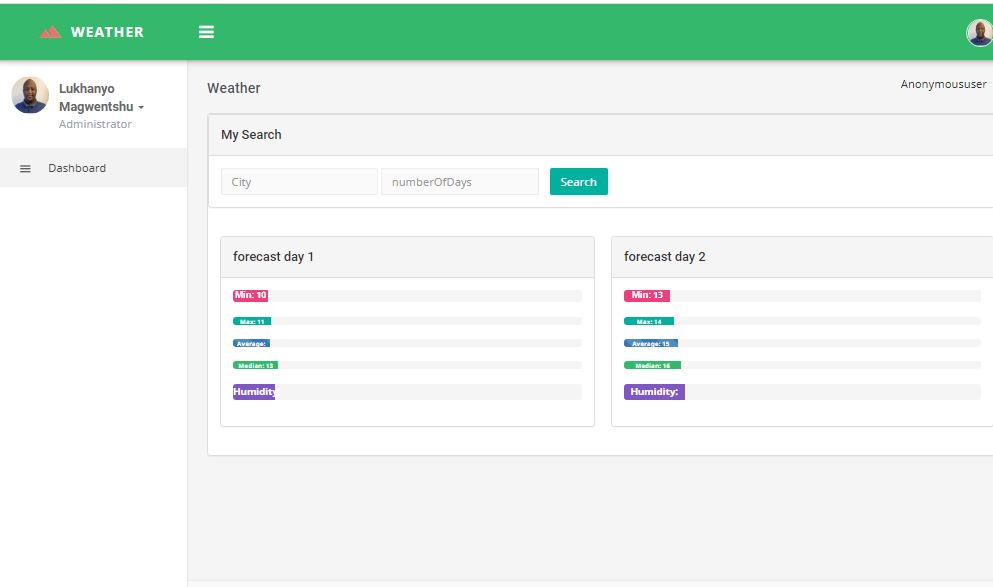 WEATHER
Lukhanyo
Magwentshu
Administrator
Dashboard
Weather
Anonymoususer
My Search
City
numberOfDays
Search
forecast day 1
Min: 10
Max: 11
Average:
Median: 13
Humidity
forecast day 2
Min: 13
Max: 14
Average: 15
Median: 16
Humidity: